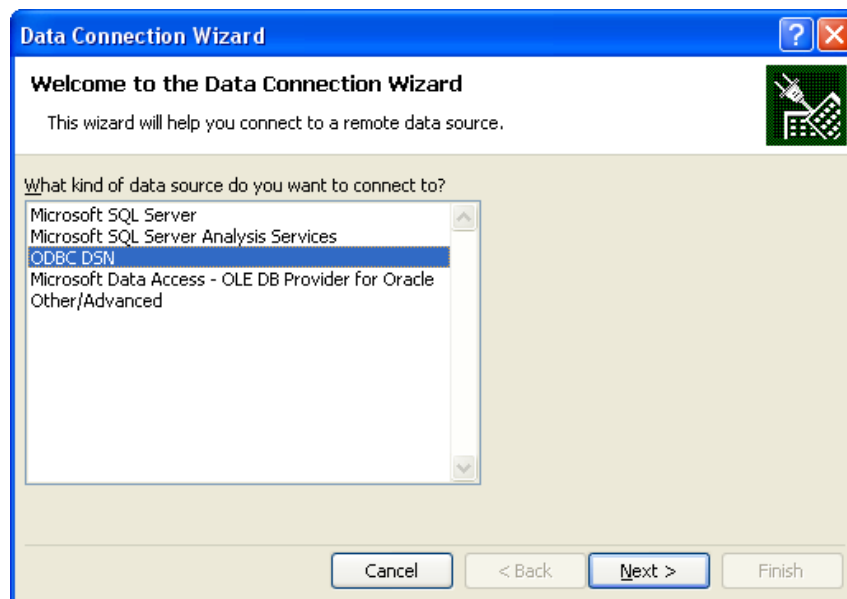 Data Connection Wizard
Welcome to the Data Connection Wizard
This wizard will help you connect to a remote data source.
What kind of data source do you want to connect to?
Microsoft SQL Server
Microsoft SQL Server Analysis Services
ODBC DSN
Microsoft Data Access - OLE DB Provider for Oracle
Other/Advanced
Cancel
< Back
Next >
Finish